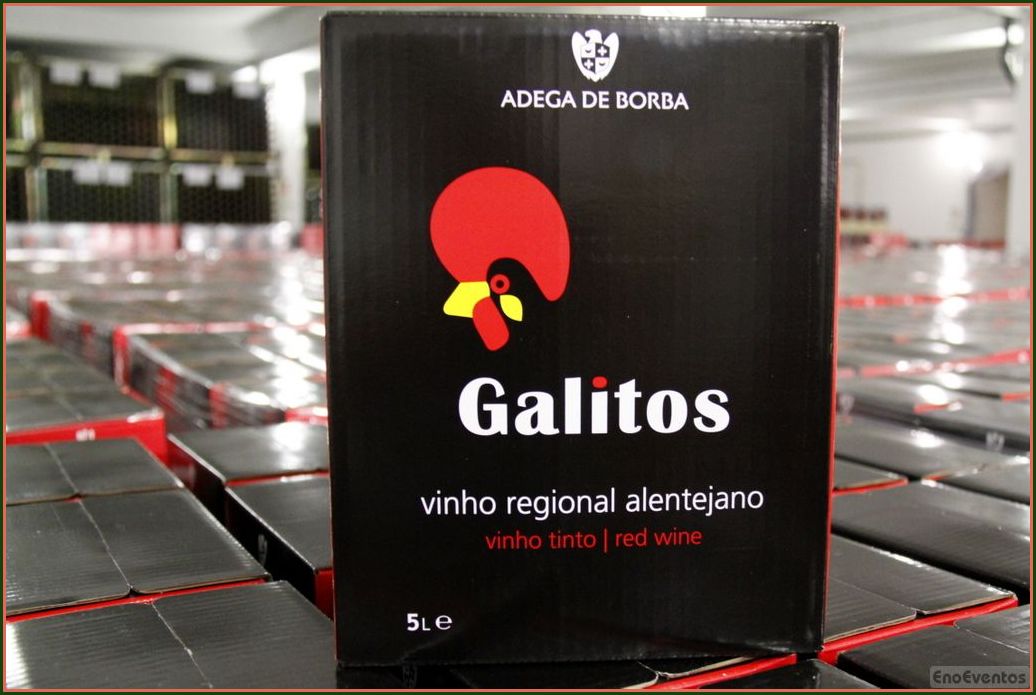 ADEGA DE BORBA
Galitos
vinho regional alentejano
vinho tinto | red wine
5L e
EnoEventos